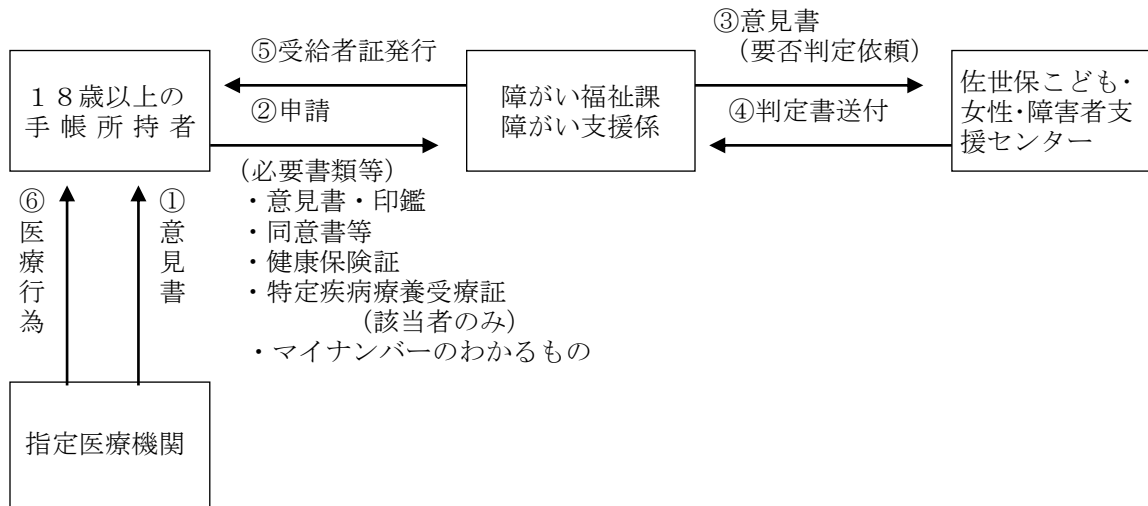 ⑤受給者証発行
③意見書
(要否判定依頼)
１８歳以上の
手帳所持者
②申請
障がい福祉課
障がい支援係
④判定書送付
佐世保こども・
女性・障害者支
援センター
(必要書類等)
・意見書・印鑑
・同意書等
・健康保険証
・特定疾病療養受療証
(該当者のみ)
・マイナンバーのわかるもの
⑥医療行為
①意見書
指定医療機関